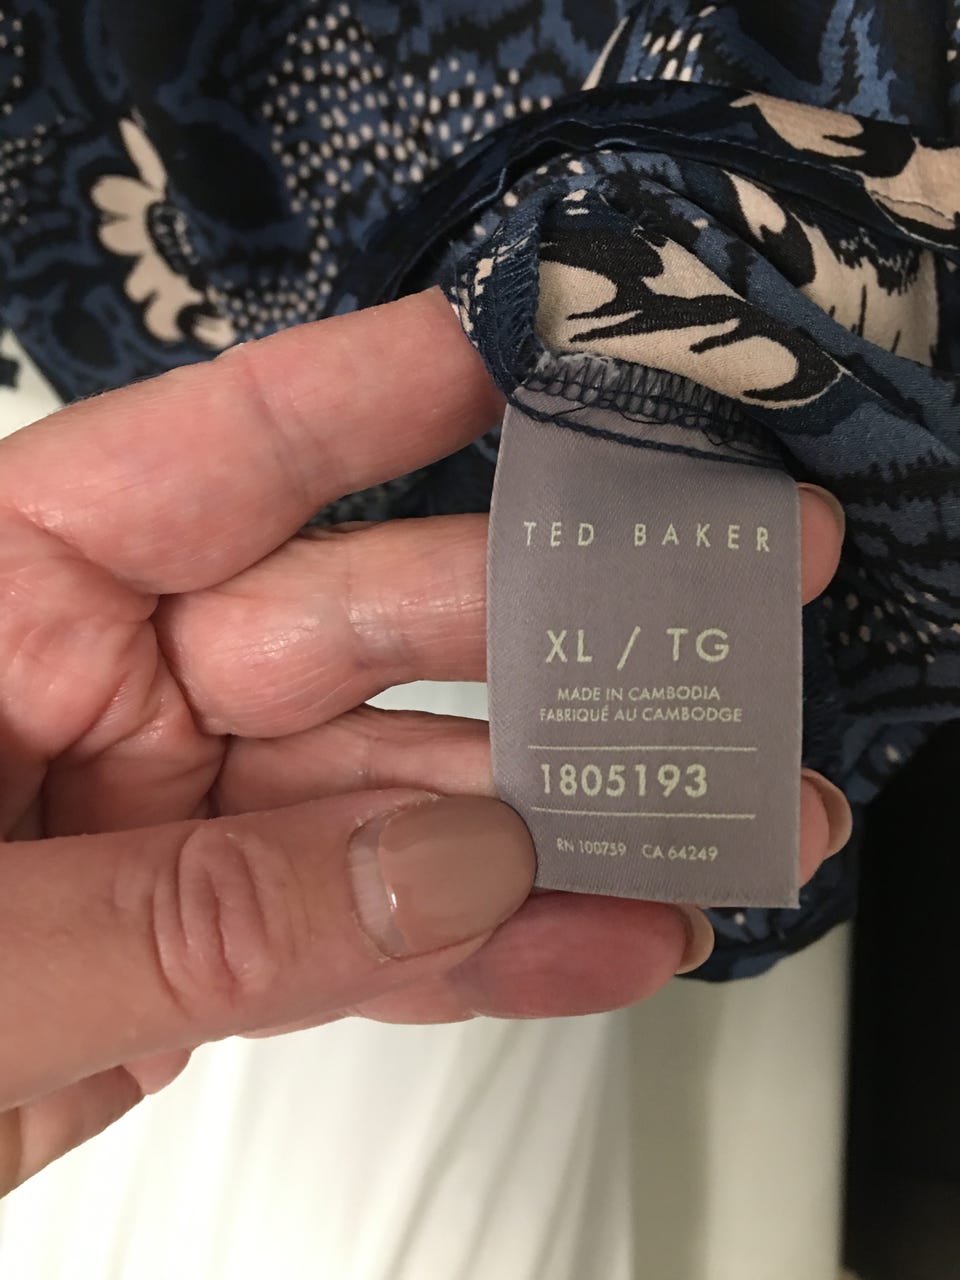 TED BAKER
XL / TG
MADE IN CAMBODIA
FABRIQUÉ AU CAMBODGE
1805193
RN 100759 CA 64249